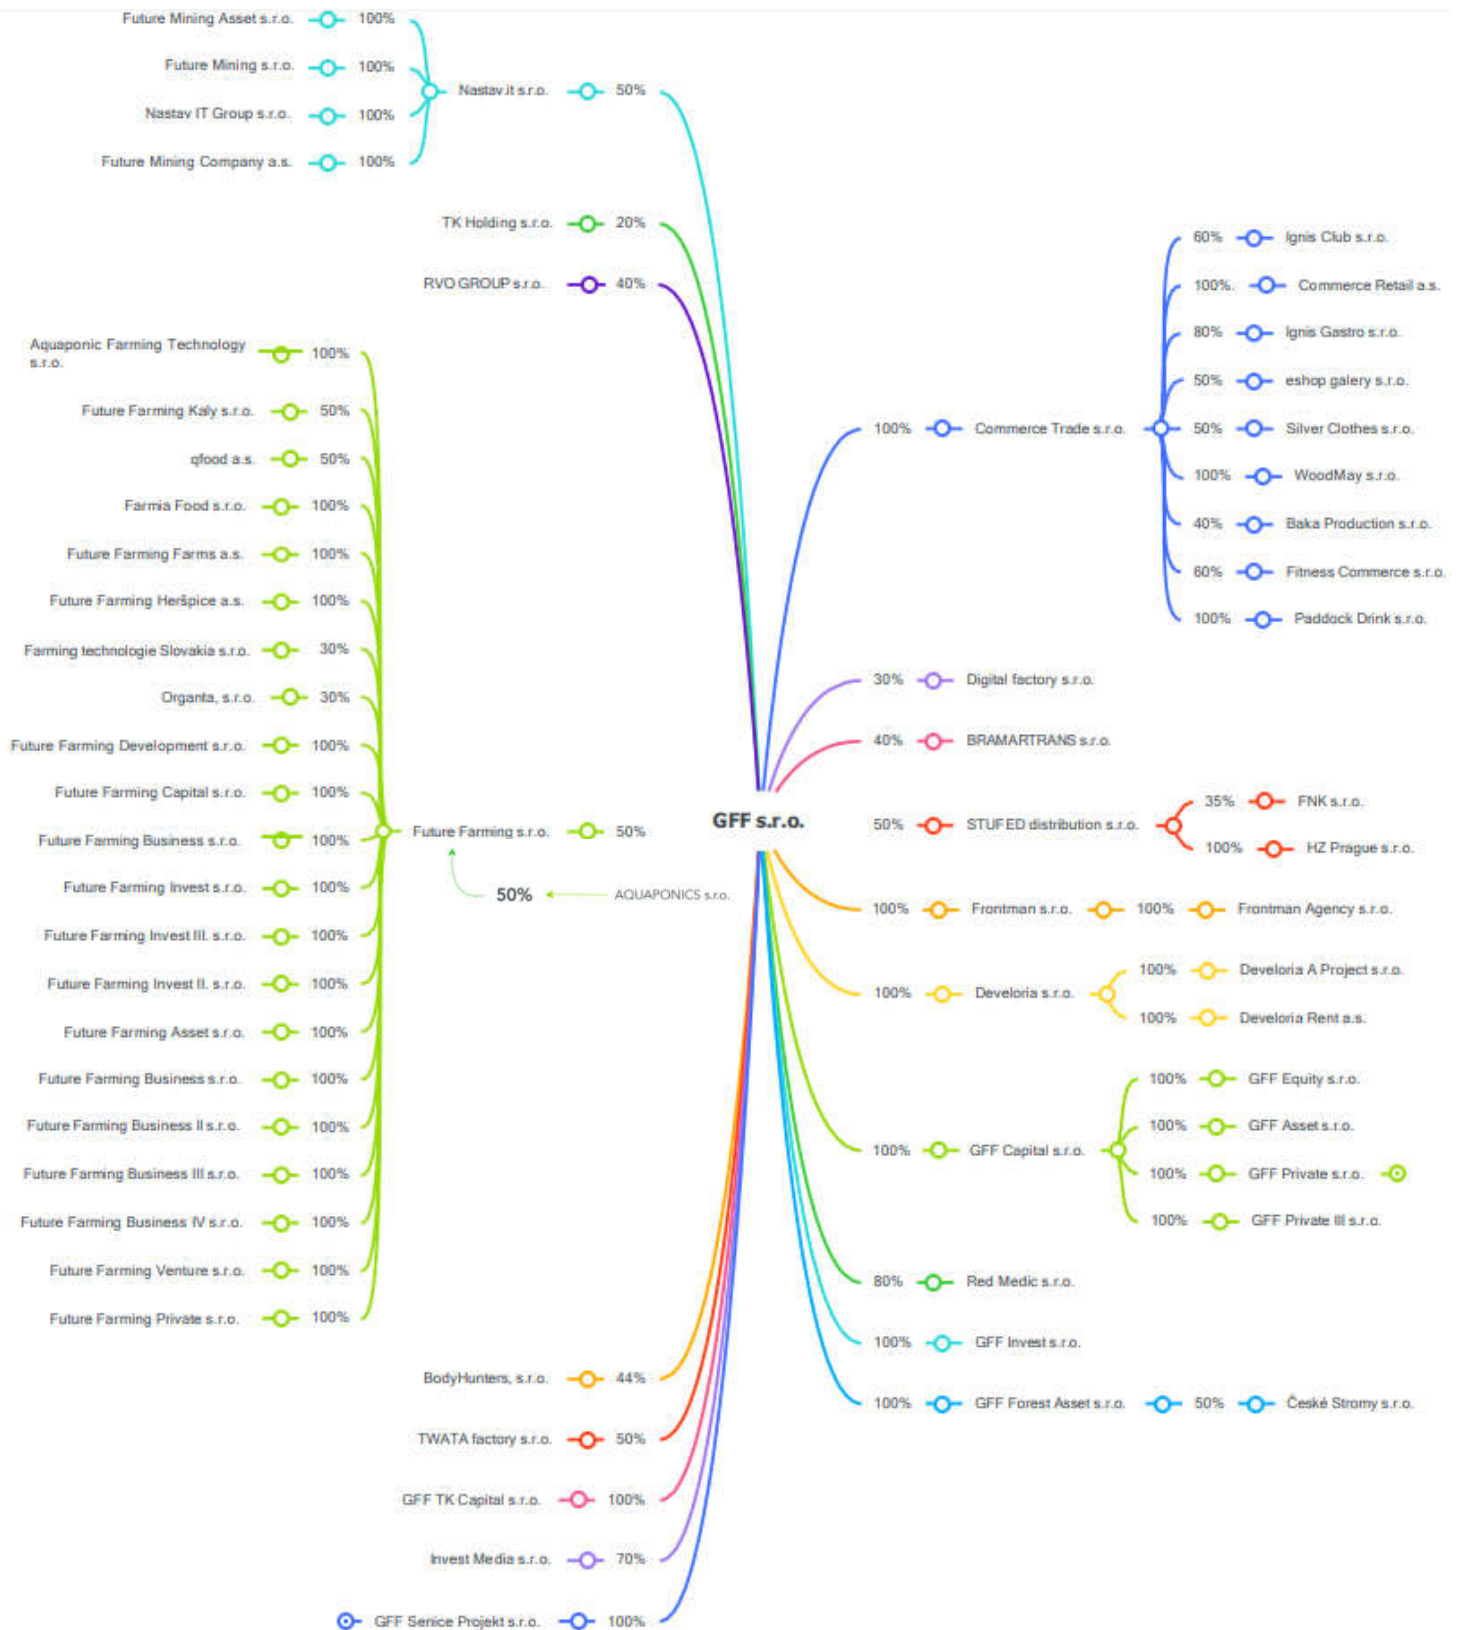 Future Mining Asset s.r.o. 100%
Future Mining s.r.o. 100%
Nastav.it s.r.o. 50%
Nastav IT Group s.r.o. 100%
Future Mining Company a.s. 100%
TK Holding s.r.o. 20%
RVO GROUP s.r.o. 40%
Aquaponic Farming Technology
s.r.o.
100%
Future Farming Kaly s.r.o. 50%
qfood a.s. 50%
Farmia Food s.r.o. 100%
Future Farming Farms a.s. 100%
Future Farming Heršpice a.s. 100%
Farming technologie Slovakia s.r.o. 30%
Organta, s.r.o. 30%
Future Farming Development s.r.o. 100%
Future Farming Capital s.r.o. 100%
Future Farming Business s.r.o. 100%
Future Farming Invest s.r.o. 100%
Future Farming Invest III. s.r.o. 100%
Future Farming Invest II. s.r.o. 100%
Future Farming Asset s.r.o. 100%
Future Farming Business s.r.o. 100%
Future Farming Business II s.r.o. 100%
Future Farming Business III s.r.o. 100%
Future Farming Business IV s.r.o. 100%
Future Farming Venture s.r.o. 100%
Future Farming Private s.r.o. 100%
Future Farming s.r.o. 50%
50% AQUAPONICS s.r.o.
BodyHunters, s.r.o. 44%
TWATA factory s.r.o. 50%
GFF TK Capital s.r.o. 100%
Invest Media s.r.o. 70%
GFF Senice Projekt s.r.o. 100%
GFF s.r.o.
100% Commerce Trade s.r.o.
60% Ignis Club s.r.o.
100%. Commerce Retail a.s.
80% Ignis Gastro s.r.o.
50% eshop galery s.r.o.
50% Silver Clothes s.r.o.
100% WoodMay s.r.o.
40% Baka Production s.r.o.
60% Fitness Commerce s.r.o.
100% Paddock Drink s.r.o.
30% Digital factory s.r.o.
40% BRAMARTRANS s.r.o.
50% STUFED distribution s.r.o.
35% FNK s.r.o.
100% HZ Prague s.r.o.
100% Frontman s.r.o. 100% Frontman Agency s.r.o.
100% Develoria s.r.o.
100% Develoria A Project s.r.o.
100% Develoria Rent a.s.
100% GFF Capital s.r.o.
100% GFF Equity s.r.o.
100% GFF Asset s.r.o.
100% GFF Private s.r.o.
100% GFF Private III s.r.o.
80% Red Medic s.r.o.
100% GFF Invest s.r.o.
100% GFF Forest Asset s.r.o. 50% České Stromy s.r.o.